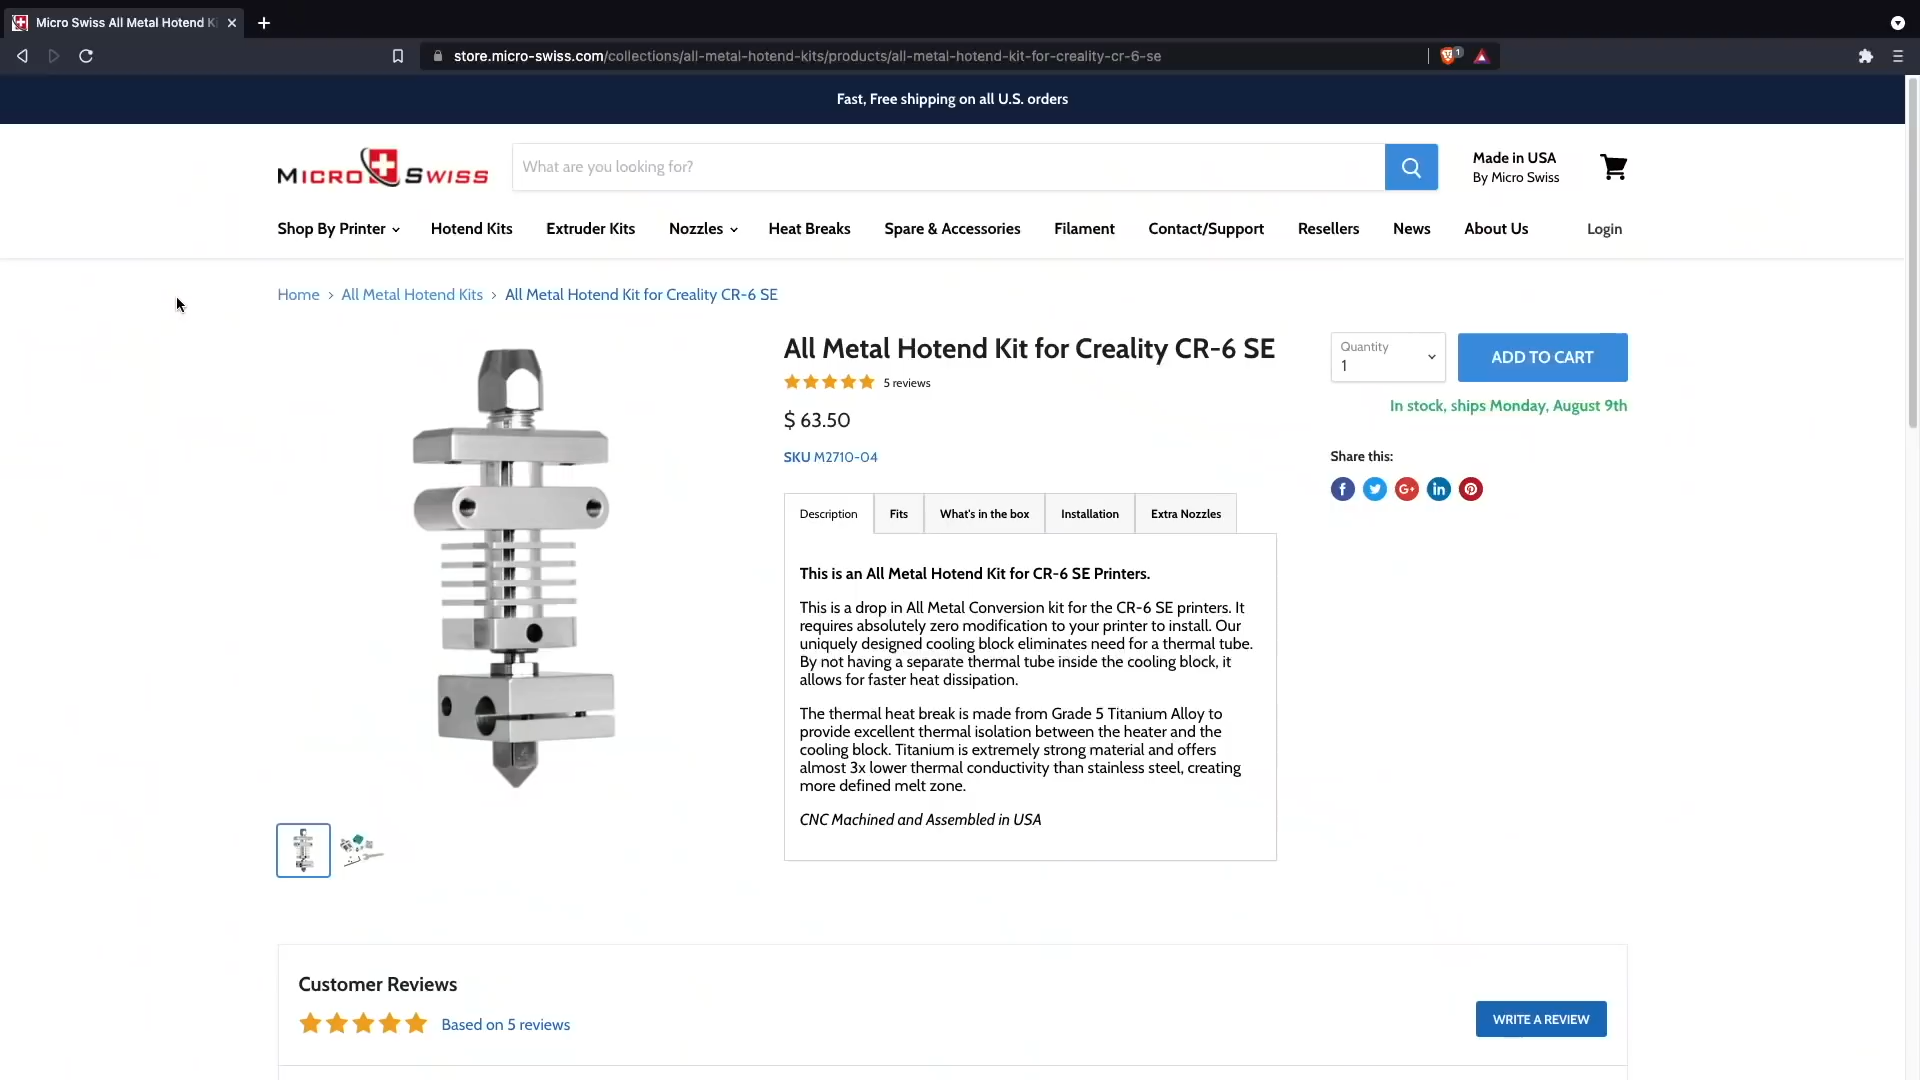 Micro Swiss All Metal Hotend Ki
store.micro-swiss.com/collections/all-metal-hotend-kits/products/all-metal-hotend-kit-for-creality-cr-6-se
1
Fast, Free shipping on all U.S. orders
MICRO SWISS
What are you looking for?
Made in USA
By Micro Swiss
Shop By Printer
Hotend Kits
Extruder Kits
Nozzles
Heat Breaks
Spare & Accessories
Filament
Contact/Support
Resellers
News
About Us
Login
Home › All Metal Hotend Kits › All Metal Hotend Kit for Creality CR-6 SE
All Metal Hotend Kit for Creality CR-6 SE
5 reviews
$ 63.50
SKU M2710-04
Quantity
1
ADD TO CART
In stock, ships Monday, August 9th
Share this:
Description
Fits
What's in the box
Installation
Extra Nozzles
This is an All Metal Hotend Kit for CR-6 SE Printers.
This is a drop in All Metal Conversion kit for the CR-6 SE printers. It
requires absolutely zero modification to your printer to install. Our
uniquely designed cooling block eliminates need for a thermal tube.
By not having a separate thermal tube inside the cooling block, it
allows for faster heat dissipation.
The thermal heat break is made from Grade 5 Titanium Alloy to
provide excellent thermal isolation between the heater and the
cooling block. Titanium is extremely strong material and offers
almost 3x lower thermal conductivity than stainless steel, creating
more defined melt zone.
CNC Machined and Assembled in USA
Customer Reviews
Based on 5 reviews
WRITE A REVIEW